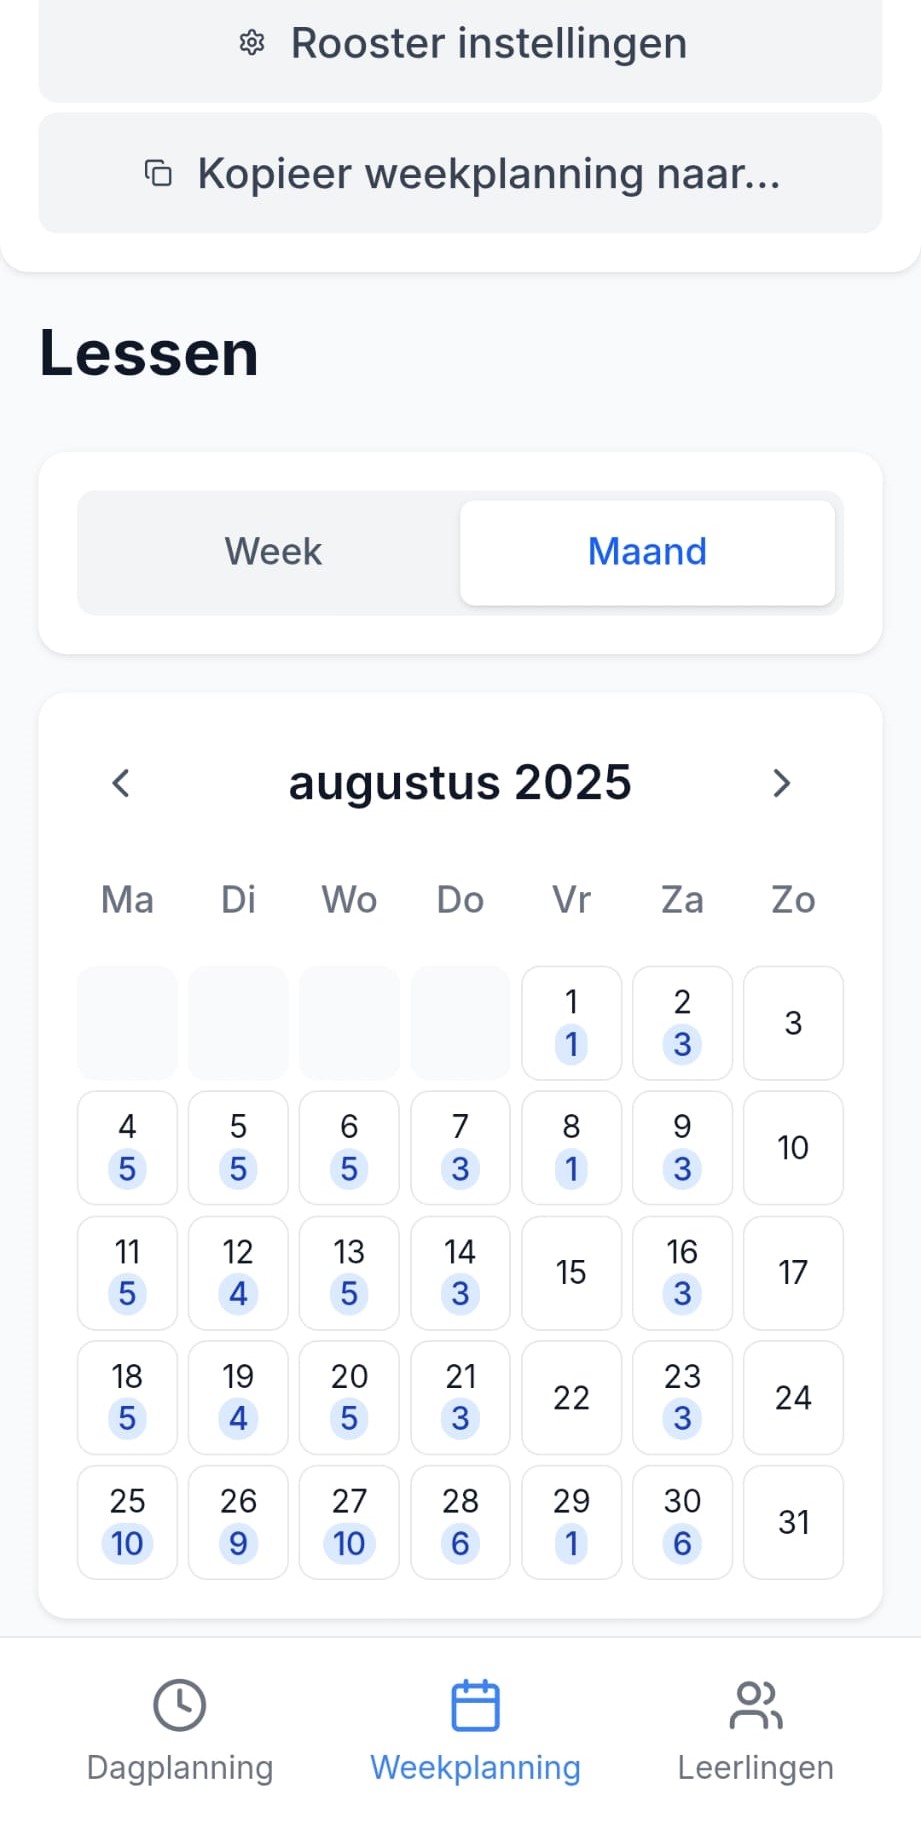 Rooster instellingen
Kopieer weekplanning naar...
Lessen
Week Maand
augustus 2025
Ma Di Wo Do Vr Za Zo
1 2 3
1 3
4 5 6 7 8 9 10
5 5 5 3 1 3
11 12 13 14 15 16 17
5 4 5 3 3
18 19 20 21 22 23 24
5 4 5 3 3
25 26 27 28 29 30 31
10 9 10 6 1 6
Dagplanning Weekplanning Leerlingen